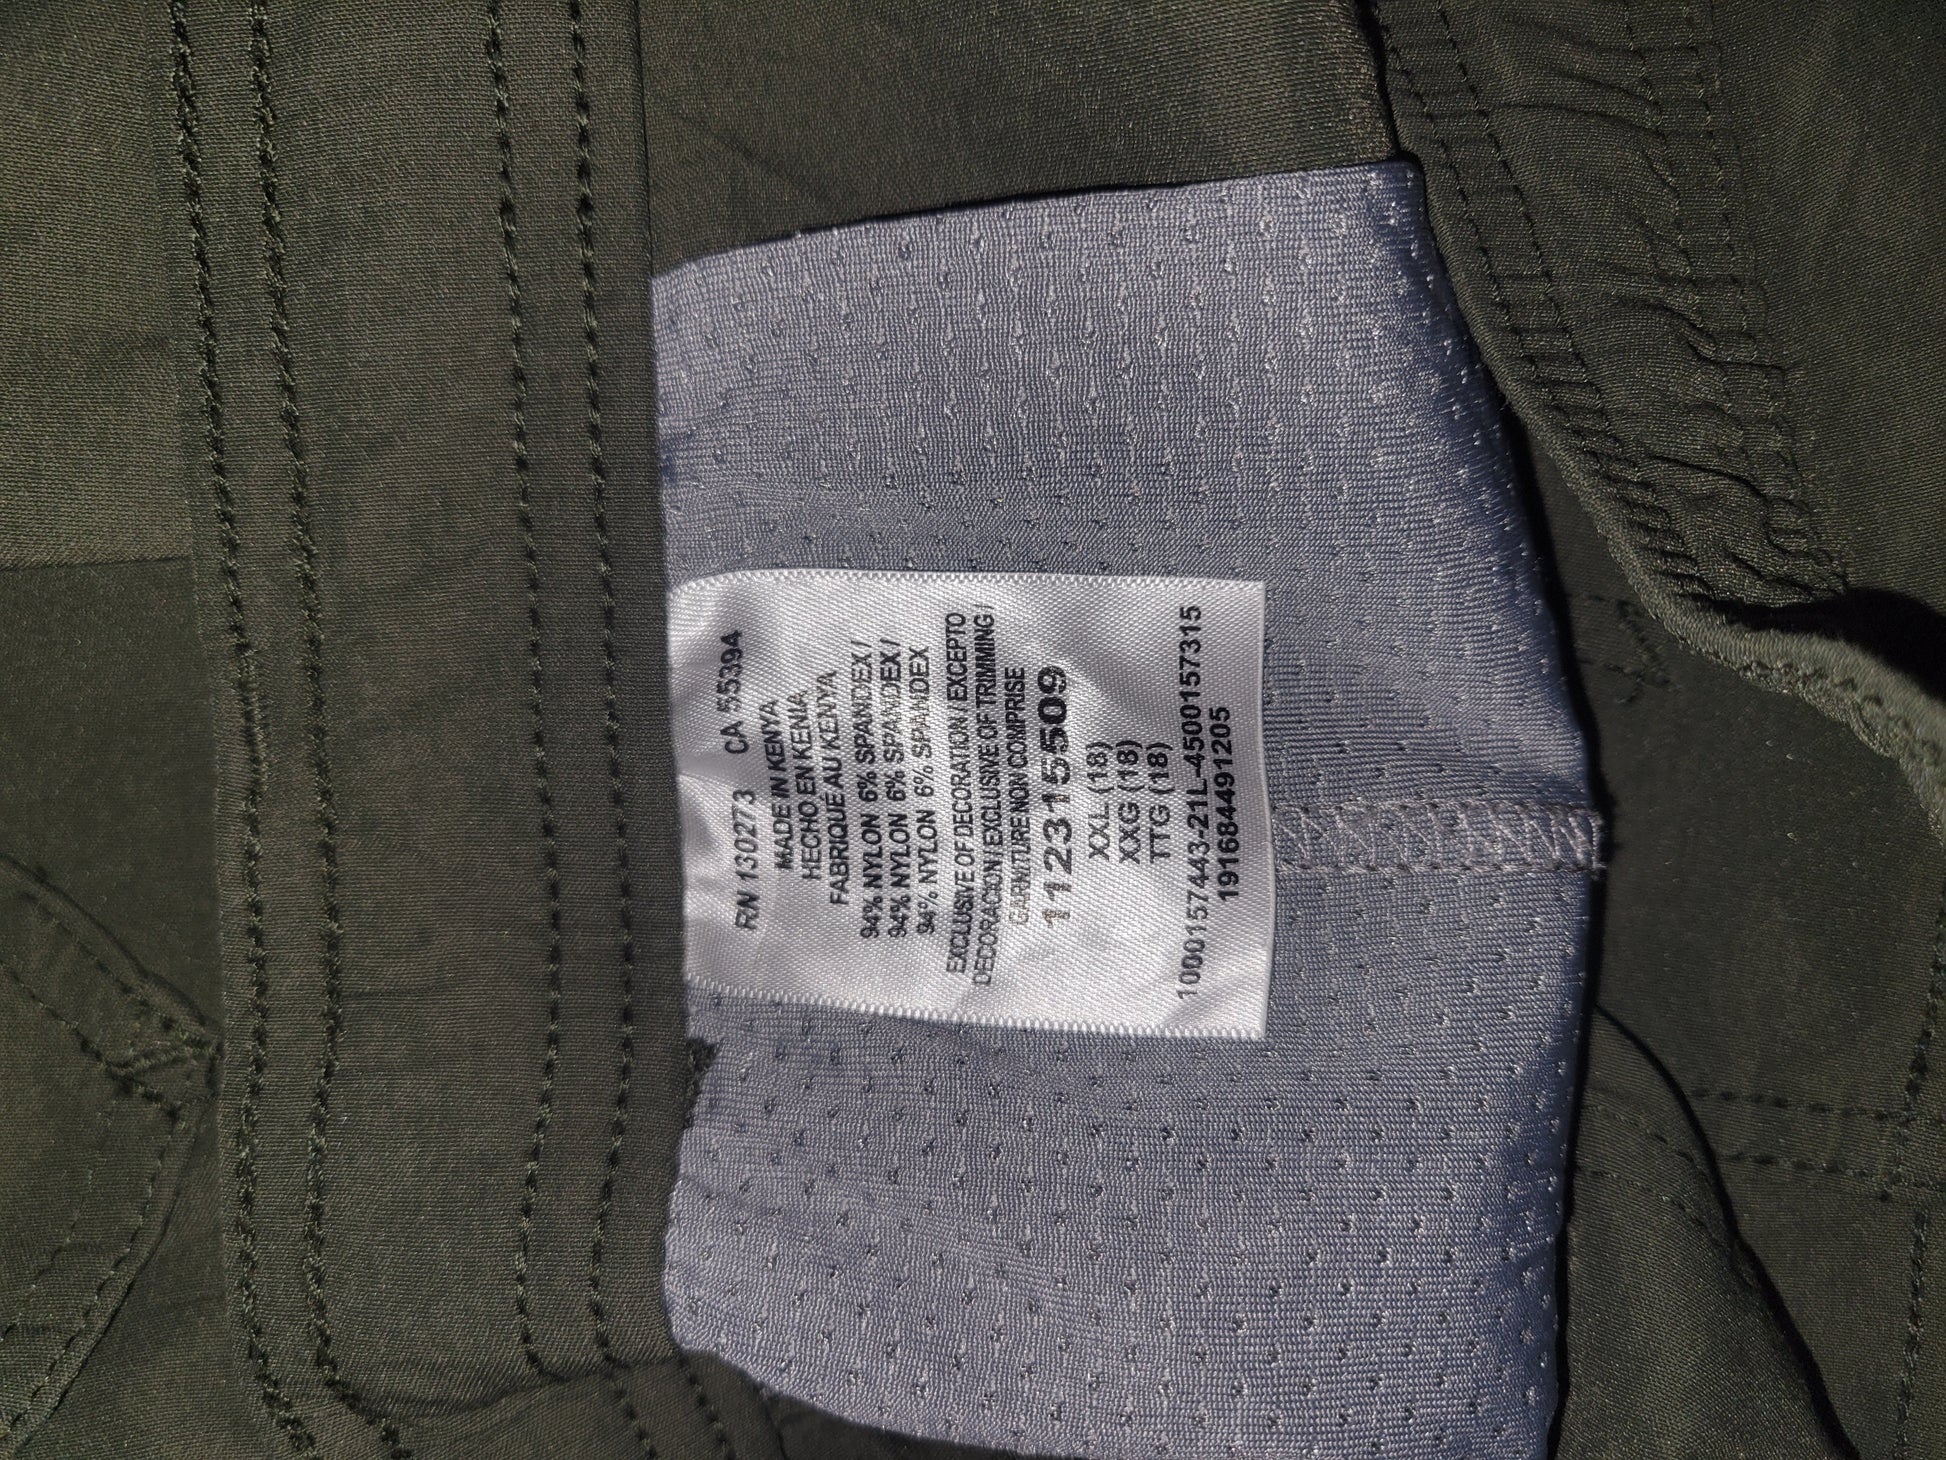 RN 130273 CA 55394
MADE IN KENYA
HECHO EN KENIA
FABRIQUÉ AU KENYA
94% NYLON 6% SPANDEX /
94% NYLON 6% SPANDEX /
94% NYLON 6% SPANDEX
EXCLUSIVE OF DECORATION / EXCEPTO
DECORACION / EXCLUSIVE OF TRIMMING /
GARNITURE NON COMPRISE
112315509
XXL (18)
XXG (18)
TTG (18)
1000157443-21L-4500157315
191684491205